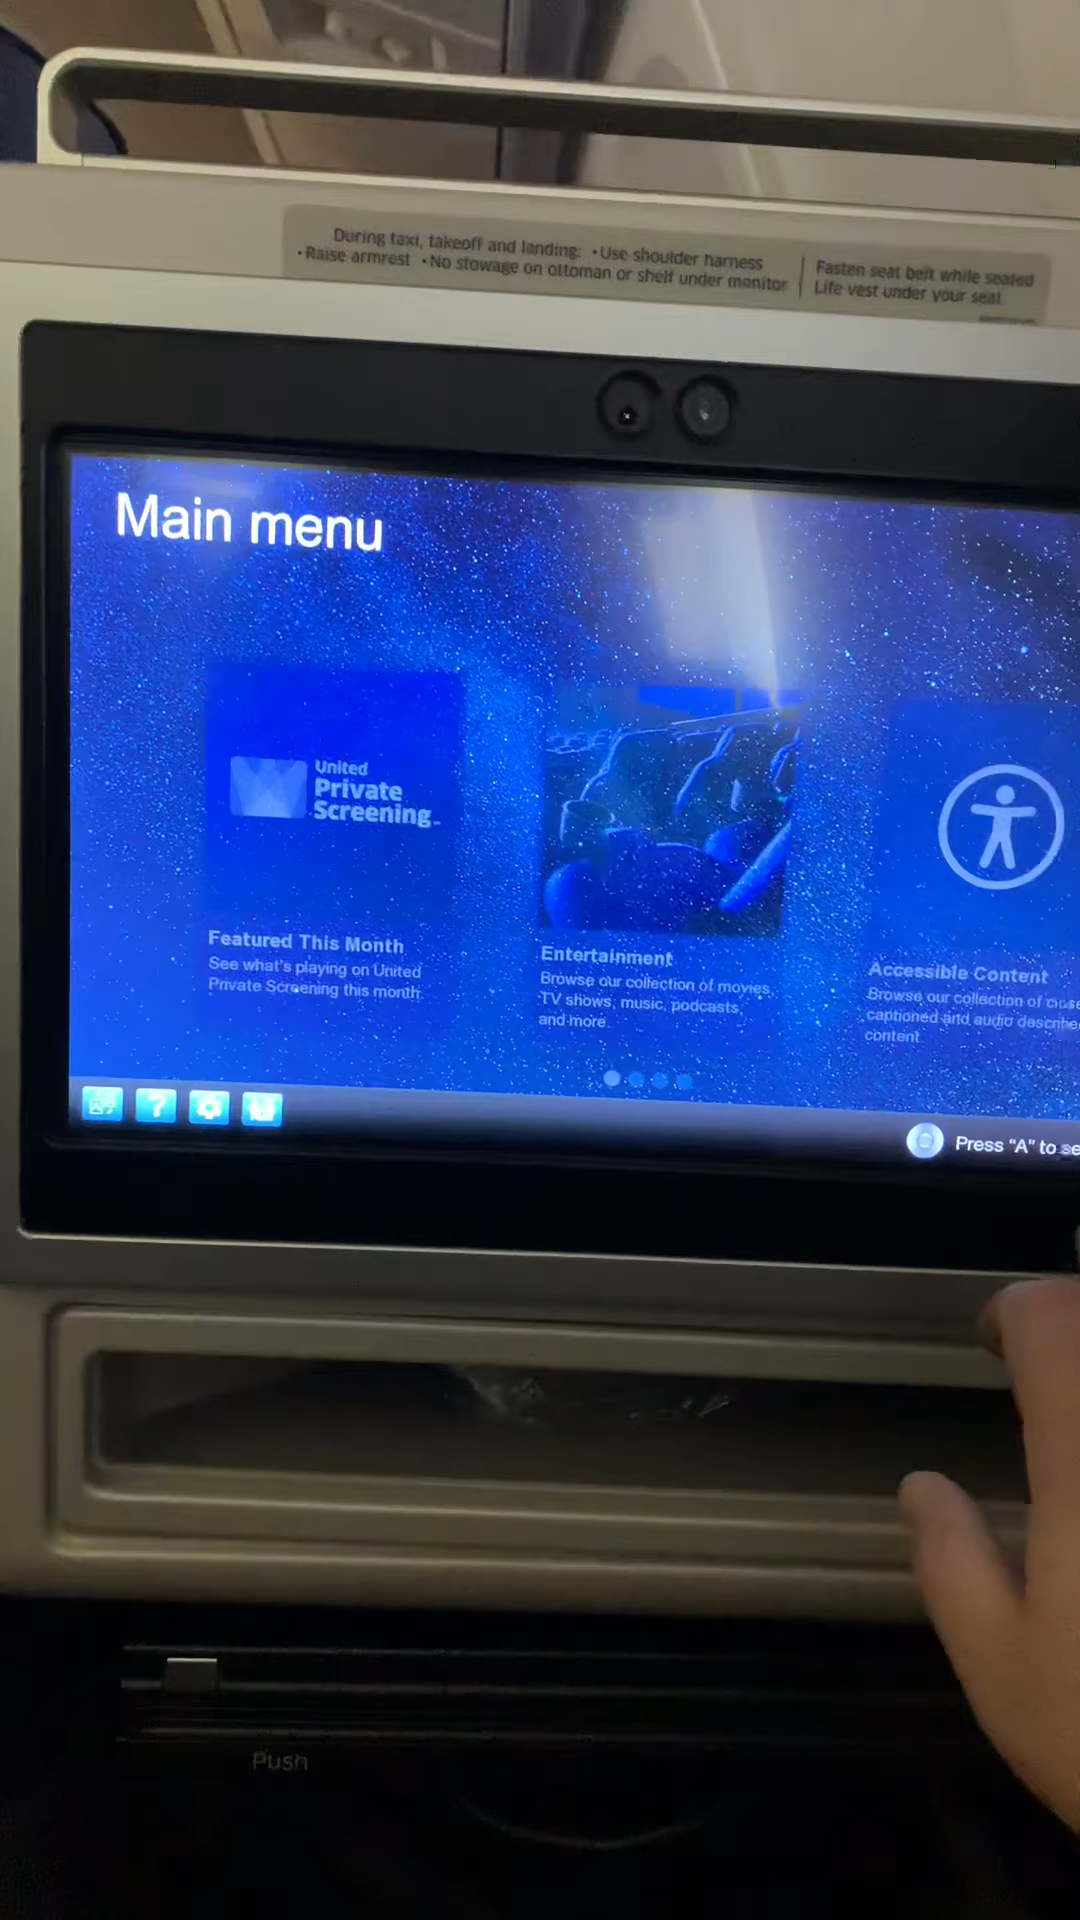 During taxi, takeoff and landing: •Use shoulder harness
•Raise armrest •No stowage on ottoman or shelf under monitor
Fasten seat belt while seated
Life vest under your seat
Main menu
United
Private
Screening
Featured This Month
See what's playing on United
Private Screening this month.
Entertainment
Browse our collection of movies,
TV shows, music, podcasts,
and more.
Accessible Content
Browse our collection of
captioned and audio
content.
?
Press "A" to
Push